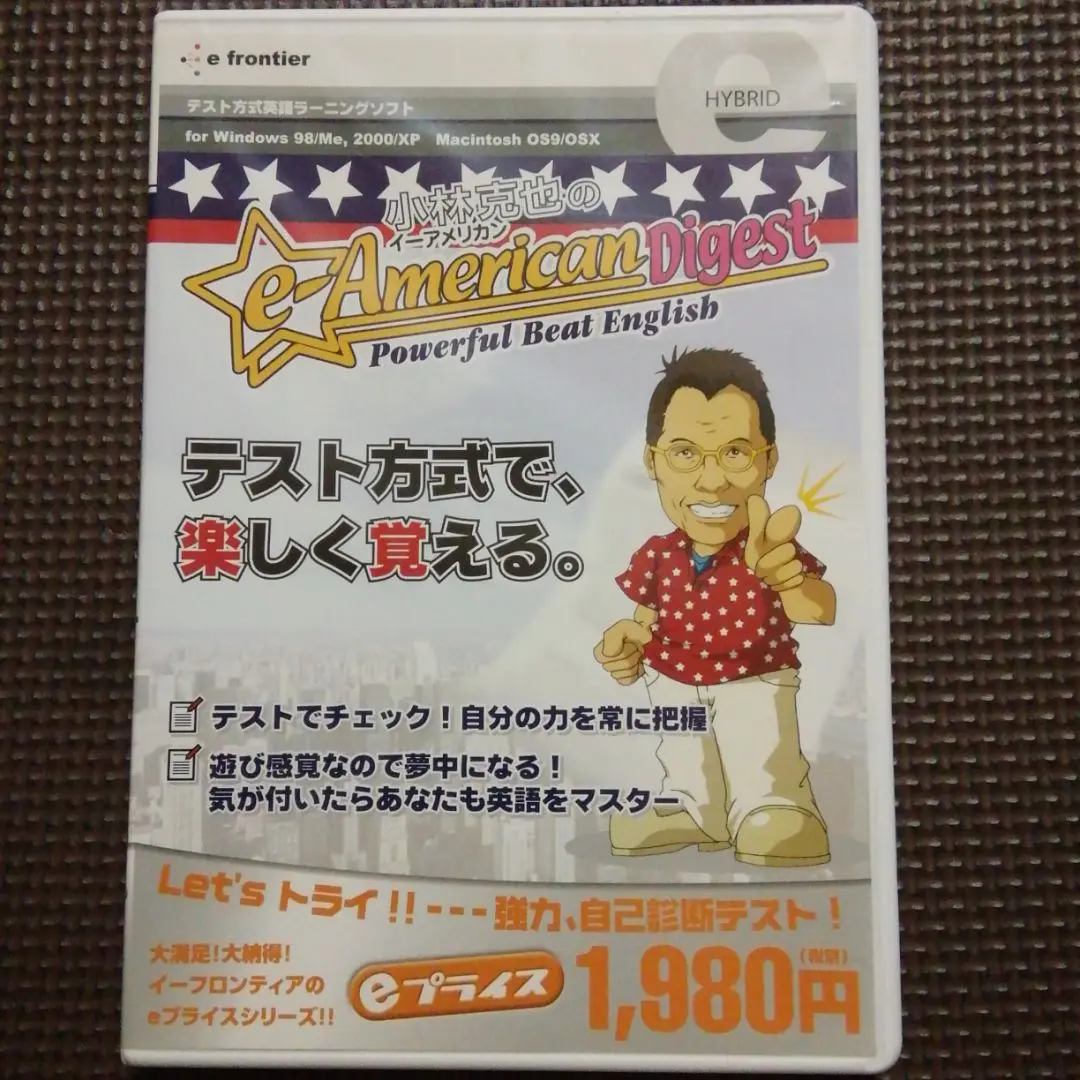 e frontier
HYBRID
テスト方式英語ラーニングソフト
for Windows 98/Me, 2000/XP Macintosh OS9/OSX
小林克也の
イーアメリカン
e-American Digest
Powerful Beat English
テスト方式で、
楽しく覚える。
テストでチェック！自分の力を常に把握
遊び感覚なので夢中になる！
気が付いたらあなたも英語をマスター
Let's トライ!!---強力、自己診断テスト！
大満足！大納得！
イーフロンティアの
eプライスシリーズ!!
eプライス
1,980円